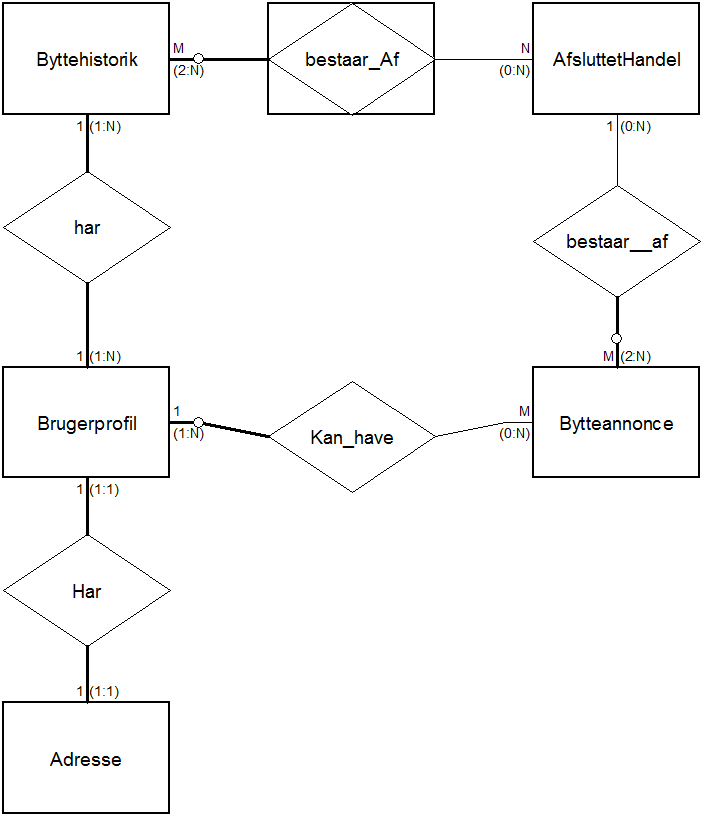 Byttehistorik
M
(2:N)
bestaar_Af
N
(0:N)
AfsluttetHandel
1 (1:N)
1 (0:N)
har
bestaar__af
1 (1:N)
M (2:N)
Brugerprofil
1
(1:N)
Kan_have
M
(0:N)
Bytteannonce
1 (1:1)
Har
1 (1:1)
Adresse